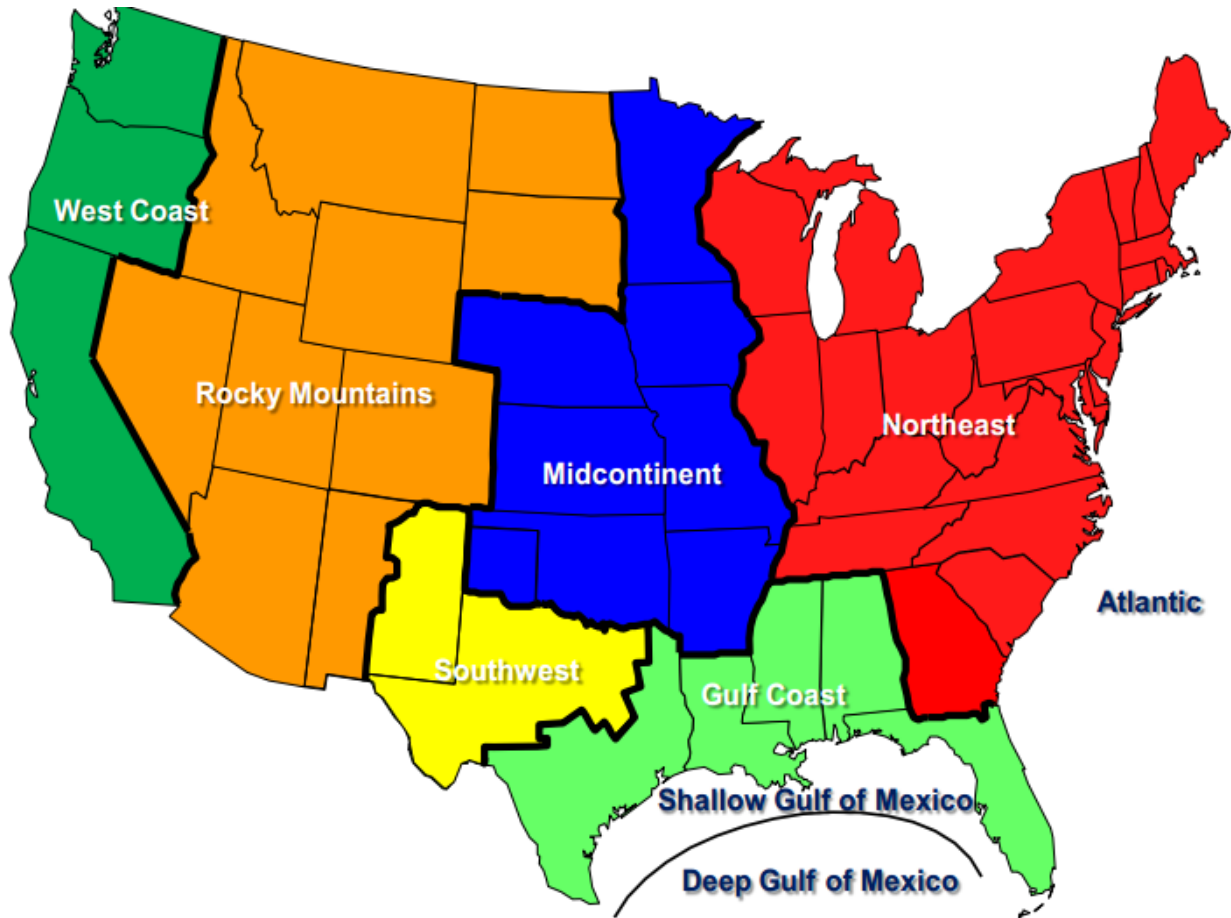 West Coast
Rocky Mountains
Northeast
Midcontinent
Atlantic
Southwest
Gulf Coast
Shallow Gulf of Mexico
Deep Gulf of Mexico